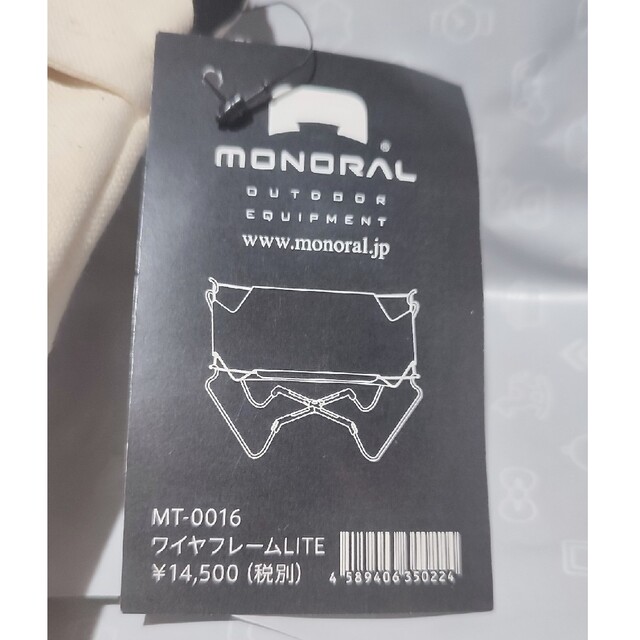 MONORAL®
OUTDOOR
EQUIPMENT
www.monoral.jp
MT-0016
ワイヤフレームLITE
¥14,500（税別）
4 589406 350224